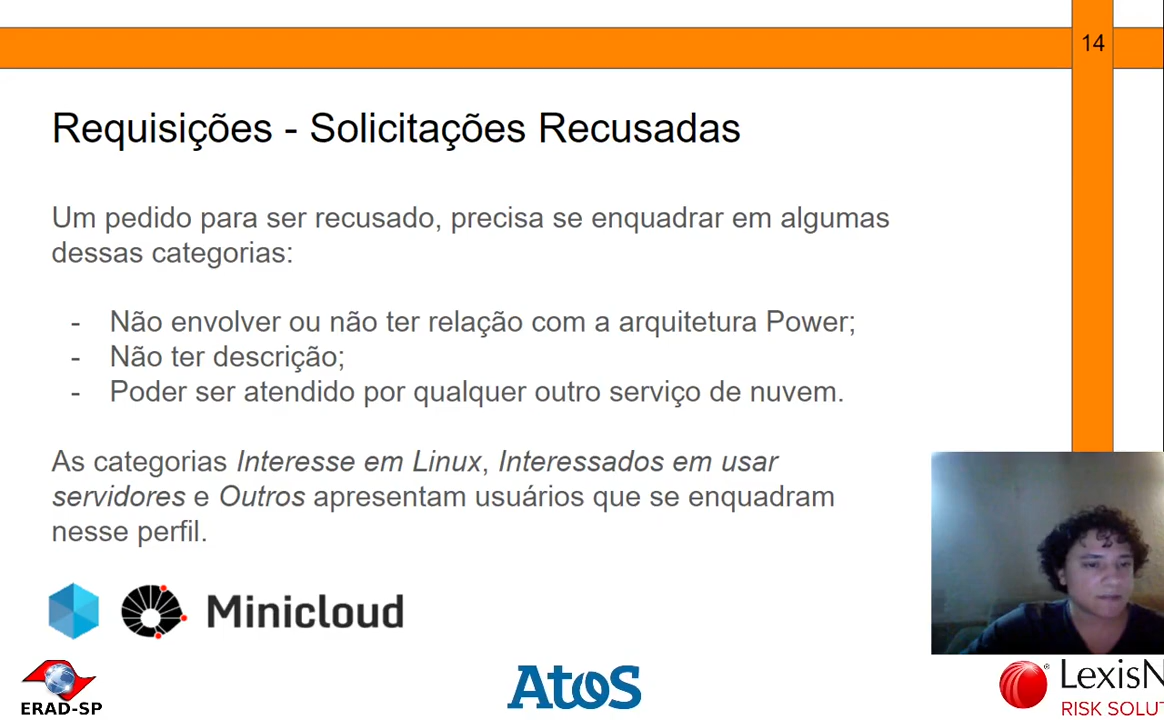 14
Requisições - Solicitações Recusadas
Um pedido para ser recusado, precisa se enquadrar em algumas
dessas categorias:
- Não envolver ou não ter relação com a arquitetura Power;
- Não ter descrição;
- Poder ser atendido por qualquer outro serviço de nuvem.
As categorias Interesse em Linux, Interessados em usar
servidores e Outros apresentam usuários que se enquadram
nesse perfil.
Minicloud
ERAD-SP
Atos
LexisN
RISK SOLUT